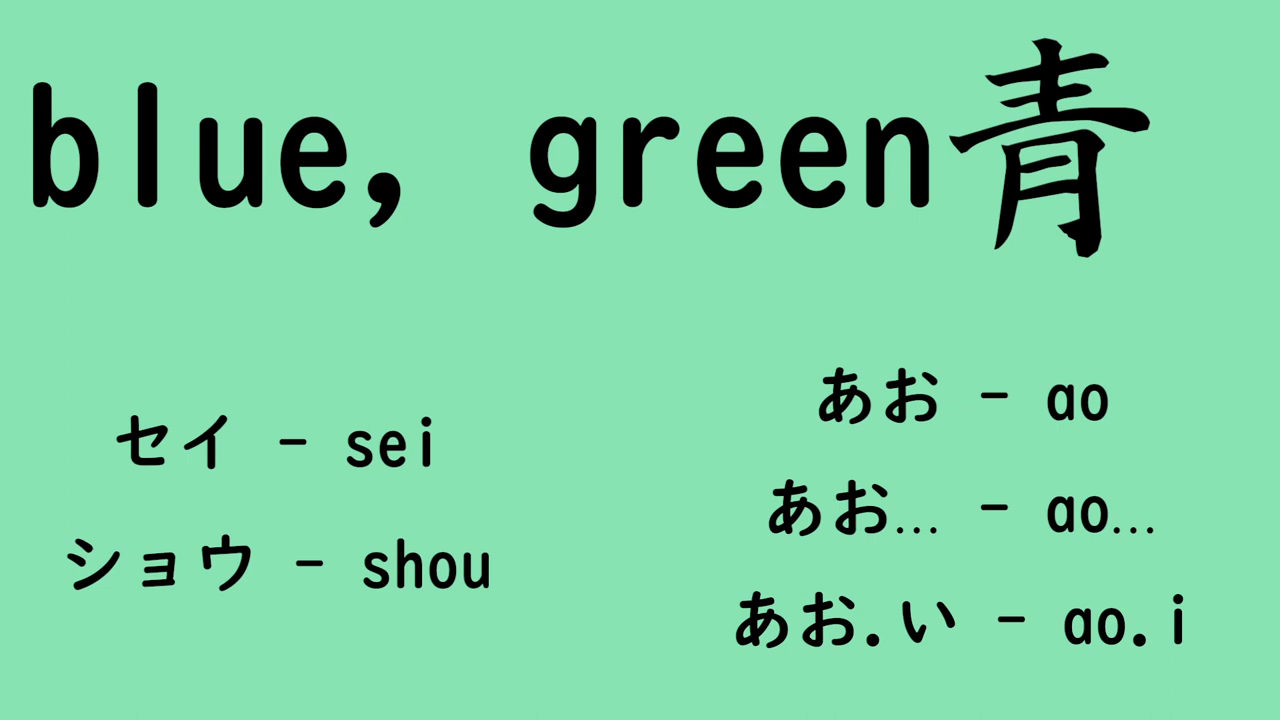 blue, green青
セイ - sei
ショウ - shou
あお - ao
あお... - ao...
あお.い - ao.i